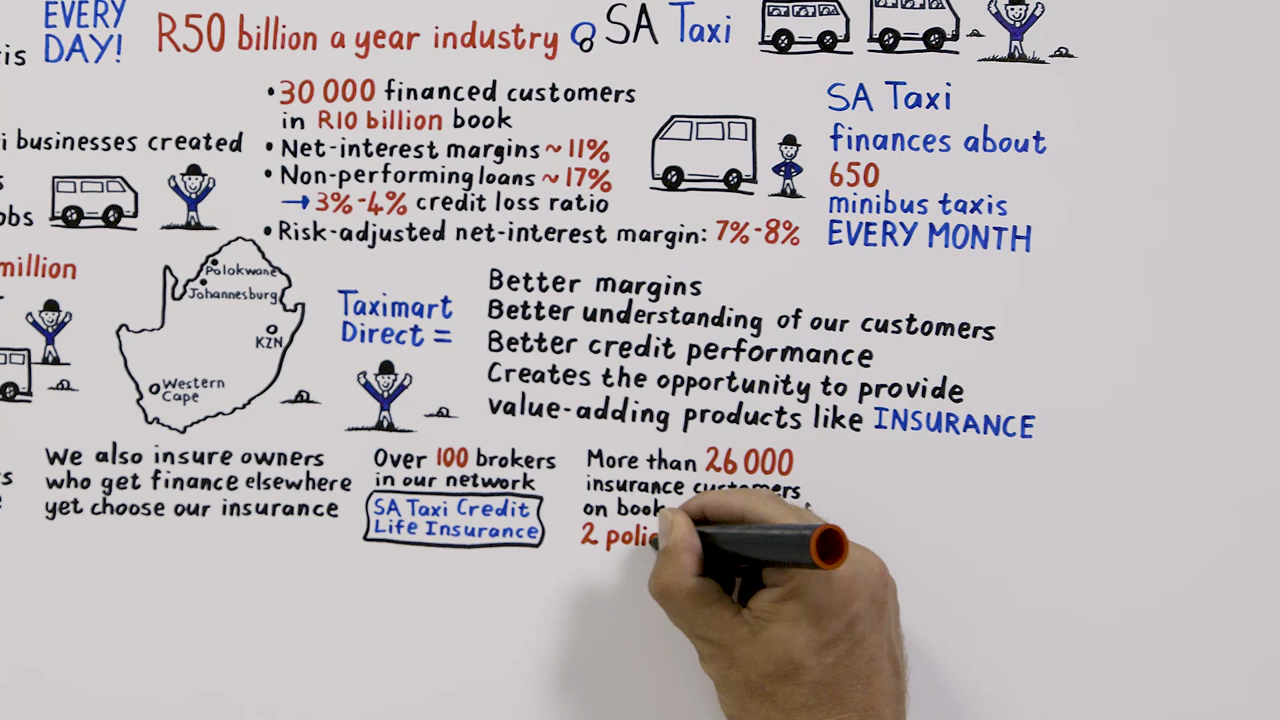 EVERY
DAY!
R50 billion a year industry
SA Taxi
• 30 000 financed customers
in R10 billion book
• Net-interest margins ~11%
• Non-performing loans ~17%
→ 3%-4% credit loss ratio
• Risk-adjusted net-interest margin: 7%-8%
SA Taxi
finances about
650
minibus taxis
EVERY MONTH
businesses created
million
Polokwane
Johannesburg
KZN
Western
Cape
Taximart
Direct =
Better margins
Better understanding of our customers
Better credit performance
Creates the opportunity to provide
value-adding products like INSURANCE
We also insure owners
who get finance elsewhere
yet choose our insurance
Over 100 brokers
in our network
SA Taxi Credit
Life Insurance
More than 26 000
insurance customers
on book
2 polic